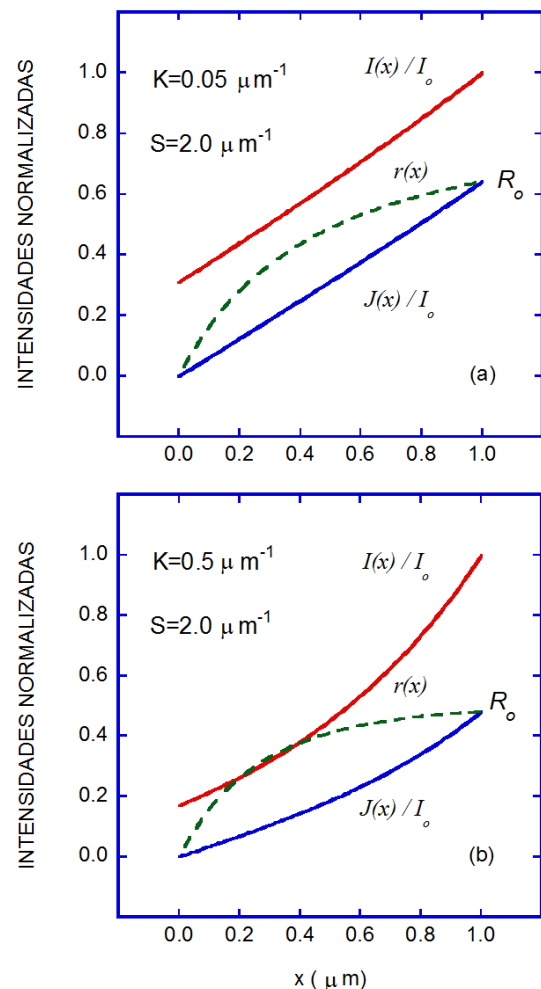 INTENSIDADES NORMALIZADAS
1.0
0.8
0.6
0.4
0.2
0.0
K=0.05 μm⁻¹
S=2.0 μm⁻¹
I(x) / Iₒ
r(x)
Rₒ
J(x) / Iₒ
(a)
0.0 0.2 0.4 0.6 0.8 1.0
INTENSIDADES NORMALIZADAS
1.0
0.8
0.6
0.4
0.2
0.0
K=0.5 μm⁻¹
S=2.0 μm⁻¹
I(x) / Iₒ
r(x)
Rₒ
J(x) / Iₒ
(b)
0.0 0.2 0.4 0.6 0.8 1.0
x ( μm)